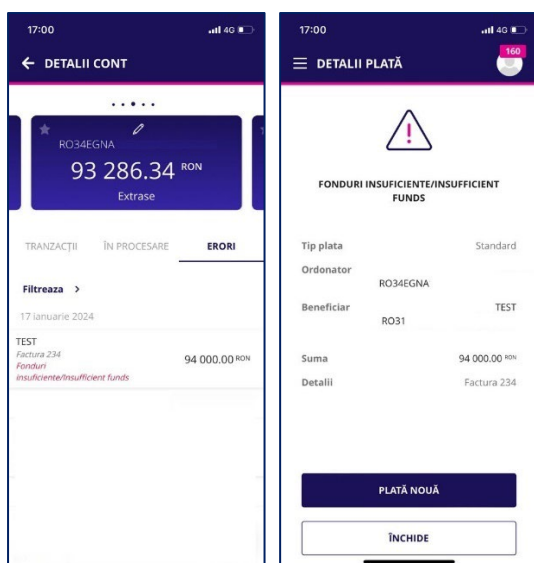 17:00
4G
DETALII CONT
RO34EGNA
93 286.34 RON
Extrase
TRANZACȚII ÎN PROCESARE ERORI
Filtreaza >
17 ianuarie 2024
TEST
Factura 234
Fonduri
insuficiente/Insufficient funds
94 000.00 RON
17:00
4G
160
DETALII PLATĂ
!
FONDURI INSUFICIENTE/INSUFFICIENT
FUNDS
Tip plata Standard
Ordonator
RO34EGNA
Beneficiar TEST
RO31
Suma 94 000.00 RON
Detalii Factura 234
PLATĂ NOUĂ
ÎNCHIDE